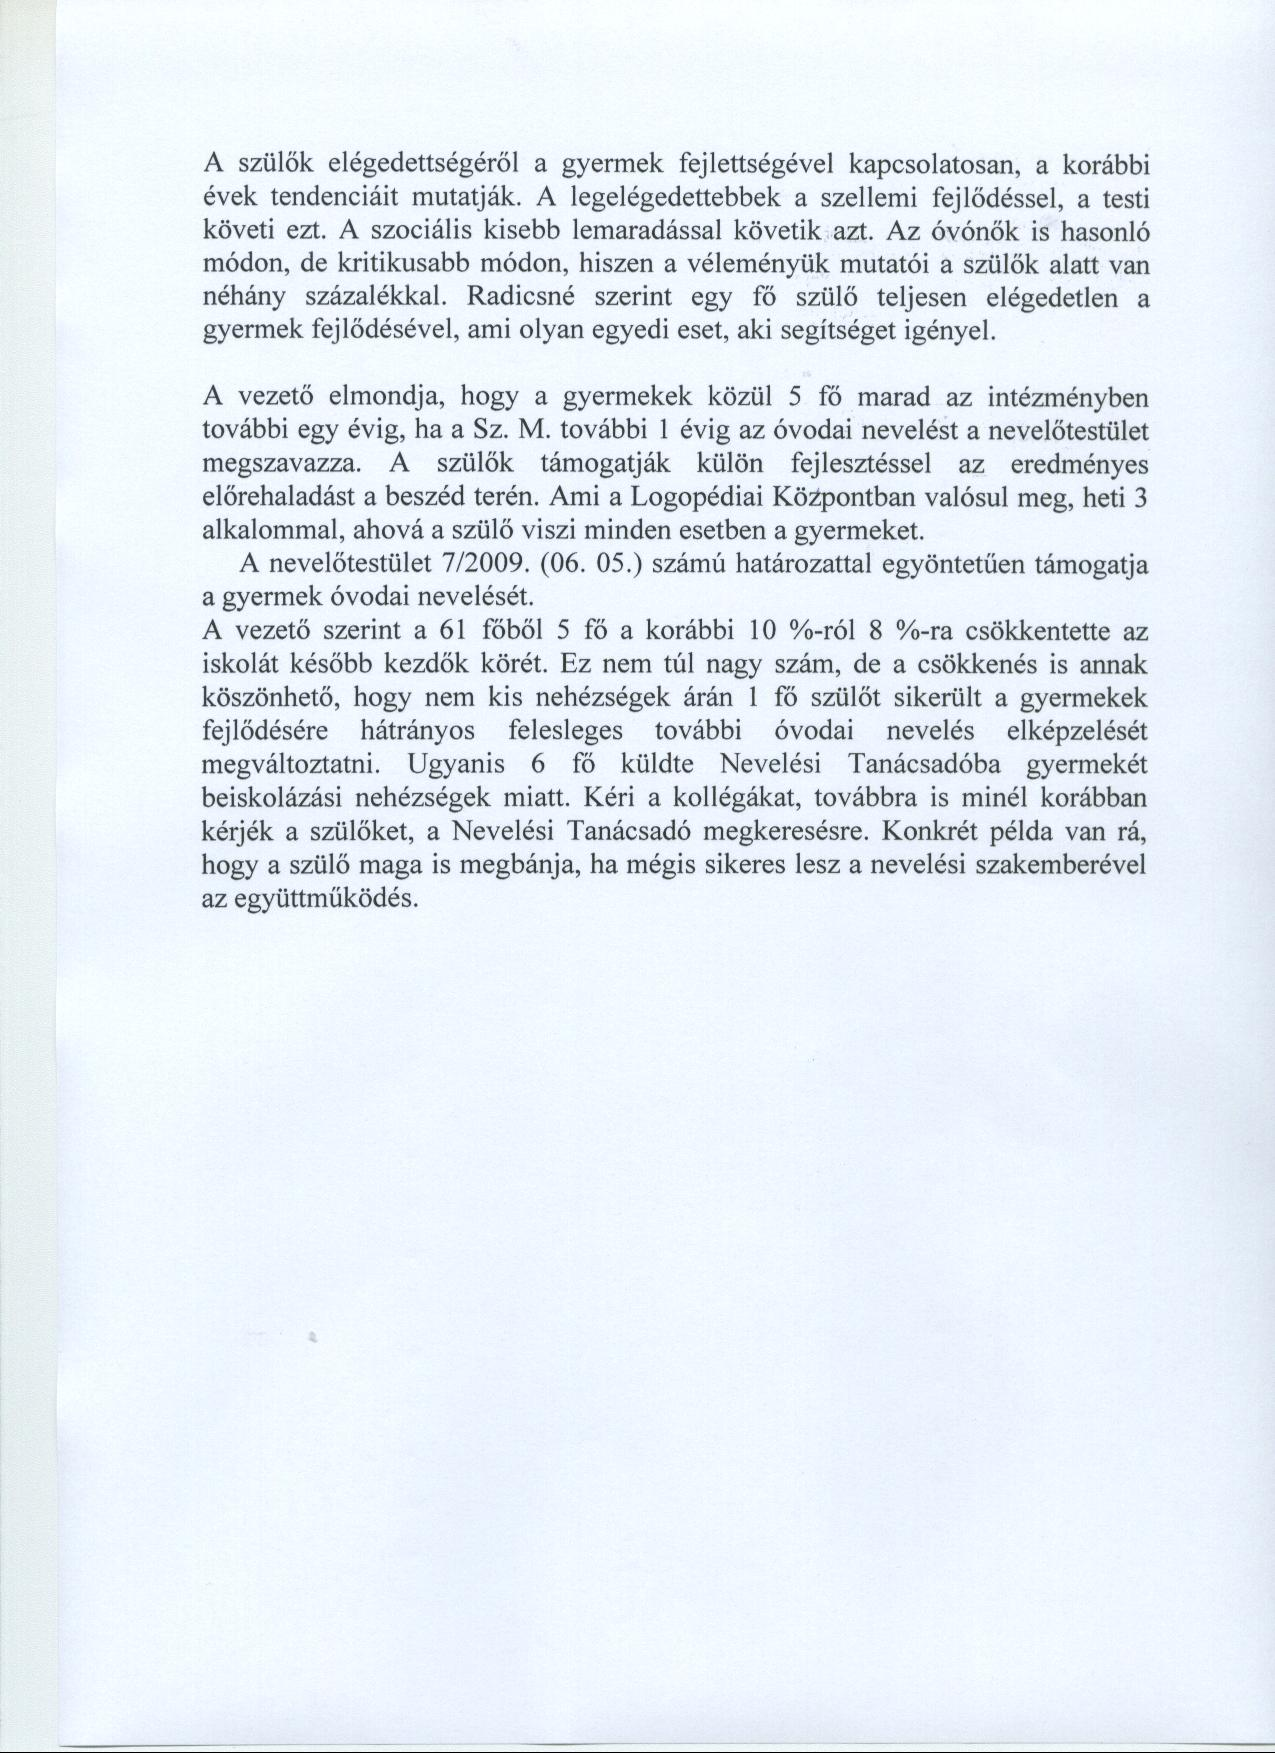 A szülők elégedettségéről a gyermek fejlettségével kapcsolatosan, a korábbi
évek tendenciáit mutatják. A legelégedettebbek a szellemi fejlődéssel, a testi
követi ezt. A szociális kisebb lemaradással követik azt. Az óvónők is hasonló
módon, de kritikusabb módon, hiszen a véleményük mutatói a szülők alatt van
néhány százalékkal. Radicsné szerint egy fő szülő teljesen elégedetlen a
gyermek fejlődésével, ami olyan egyedi eset, aki segítséget igényel.
A vezető elmondja, hogy a gyermekek közül 5 fő marad az intézményben
további egy évig, ha a Sz. M. további 1 évig az óvodai nevelést a nevelőtestület
megszavazza. A szülők támogatják külön fejlesztéssel az eredményes
előrehaladást a beszéd terén. Ami a Logopédiai Központban valósul meg, heti 3
alkalommal, ahová a szülő viszi minden esetben a gyermeket.
A nevelőtestület 7/2009. (06. 05.) számú határozattal egyöntetűen támogatja
a gyermek óvodai nevelését.
A vezető szerint a 61 főből 5 fő a korábbi 10 %-ról 8 %-ra csökkentette az
iskolát később kezdők körét. Ez nem túl nagy szám, de a csökkenés is annak
köszönhető, hogy nem kis nehézségek árán 1 fő szülőt sikerült a gyermekek
fejlődésére hátrányos felesleges további óvodai nevelés elképzelését
megváltoztatni. Ugyanis 6 fő küldte Nevelési Tanácsadóba gyermekét
beiskolázási nehézségek miatt. Kéri a kollégákat, továbbra is minél korábban
kérjék a szülőket, a Nevelési Tanácsadó megkeresésre. Konkrét példa van rá,
hogy a szülő maga is megbánja, ha mégis sikeres lesz a nevelési szakemberével
az együttműködés.